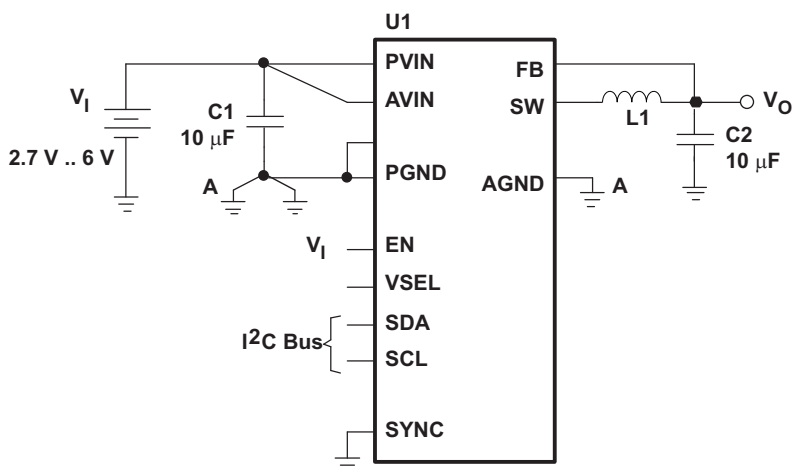 U1
PVIN
AVIN
PGND
EN
VSEL
SDA
SCL
SYNC
FB
SW
AGND
V_I
2.7 V .. 6 V
C1
10 μF
A
V_I
I²C Bus
L1
V_O
C2
10 μF
A